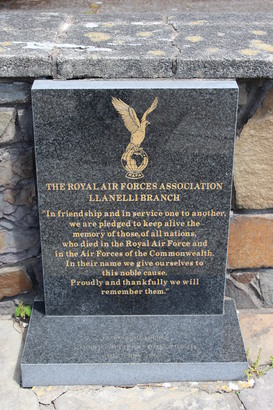 THE ROYAL AIR FORCES ASSOCIATION
LLANELLI BRANCH
"In friendship and in service one to another,
we are pledged to keep alive the
memory of those, of all nations,
who died in the Royal Air Force and
in the Air Forces of the Commonwealth.
In their name we give ourselves to
this noble cause.
Proudly and thankfully we will
remember them."